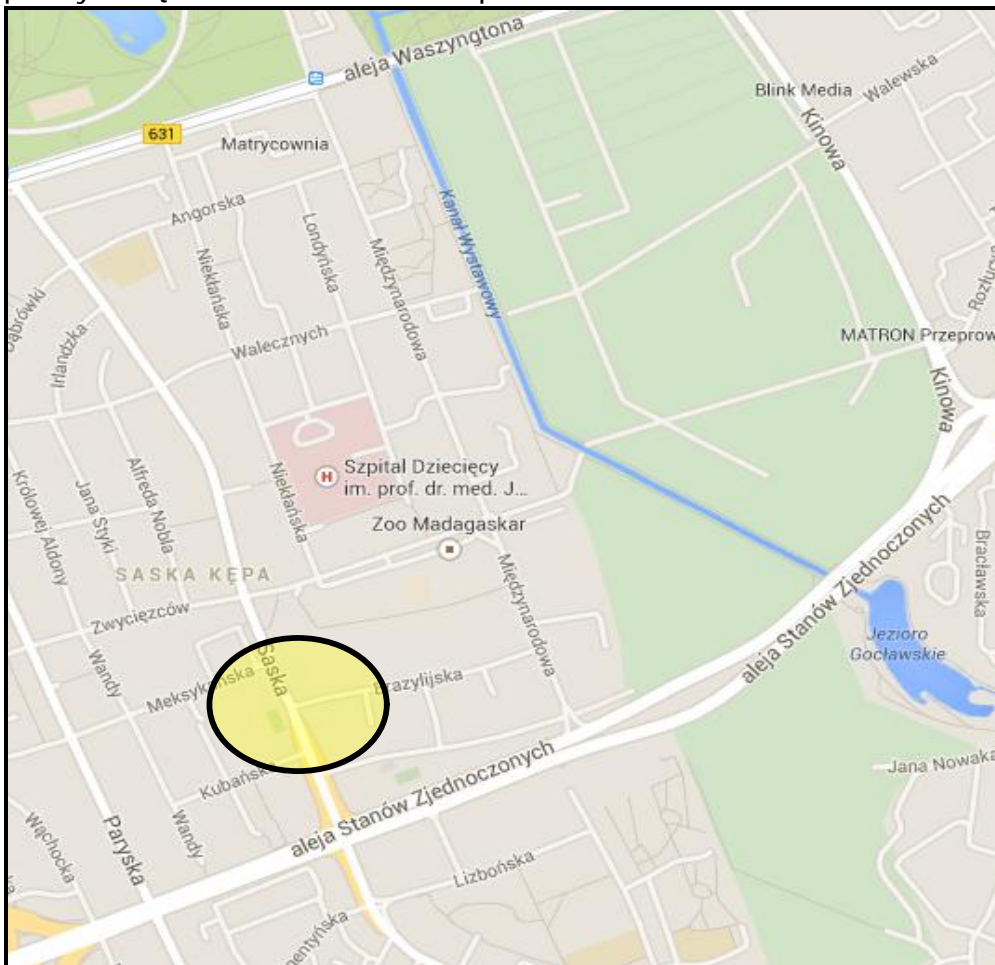 aleja Waszyngtona
631
Matrycownia
Blink Media
Walewska
Kinowa
Angorska
Londyńska
Niekłańska
Międzynarodowa
Kanał Wystawowy
Irlandzka
Walecznych
MATRON Przeprow
Kinowa
Królowej Aldony
Jana Styki
Alfreda Nobla
Niekłańska
H
Szpital Dziecięcy
im. prof. dr. med. J...
Zoo Madagaskar
SASKA KĘPA
Zwycięzców
Wandy
Międzynarodowa
aleja Stanów Zjednoczonych
Bracławska
Jezioro
Gocławskie
Meksykańska
Saska
Brazylijska
Kubańska
Wandy
Jana Nowaka
Wąchocka
Paryska
aleja Stanów Zjednoczonych
Lizbońska